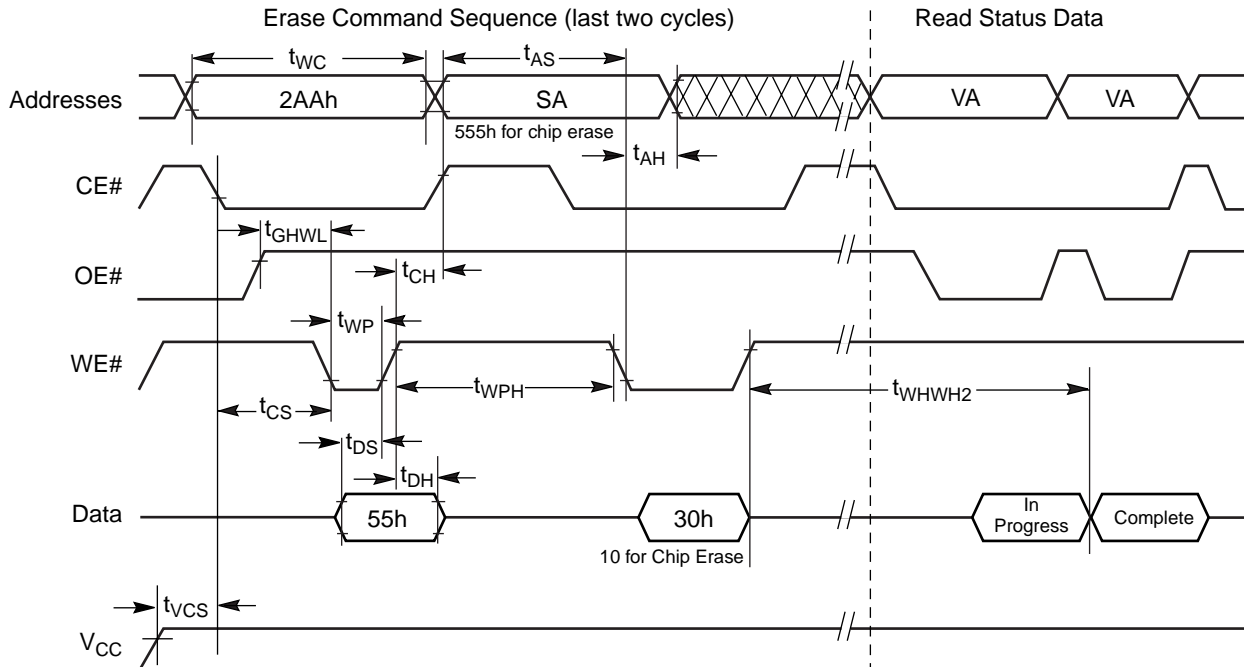 Erase Command Sequence (last two cycles)
Read Status Data
tWC
tAS
Addresses
2AAh
SA
VA
VA
555h for chip erase
tAH
CE#
tGHWL
OE#
tCH
tWP
WE#
tWPH
tWHWH2
tCS
tDS
tDH
Data
55h
30h
In
Progress
Complete
10 for Chip Erase
tVCS
VCC